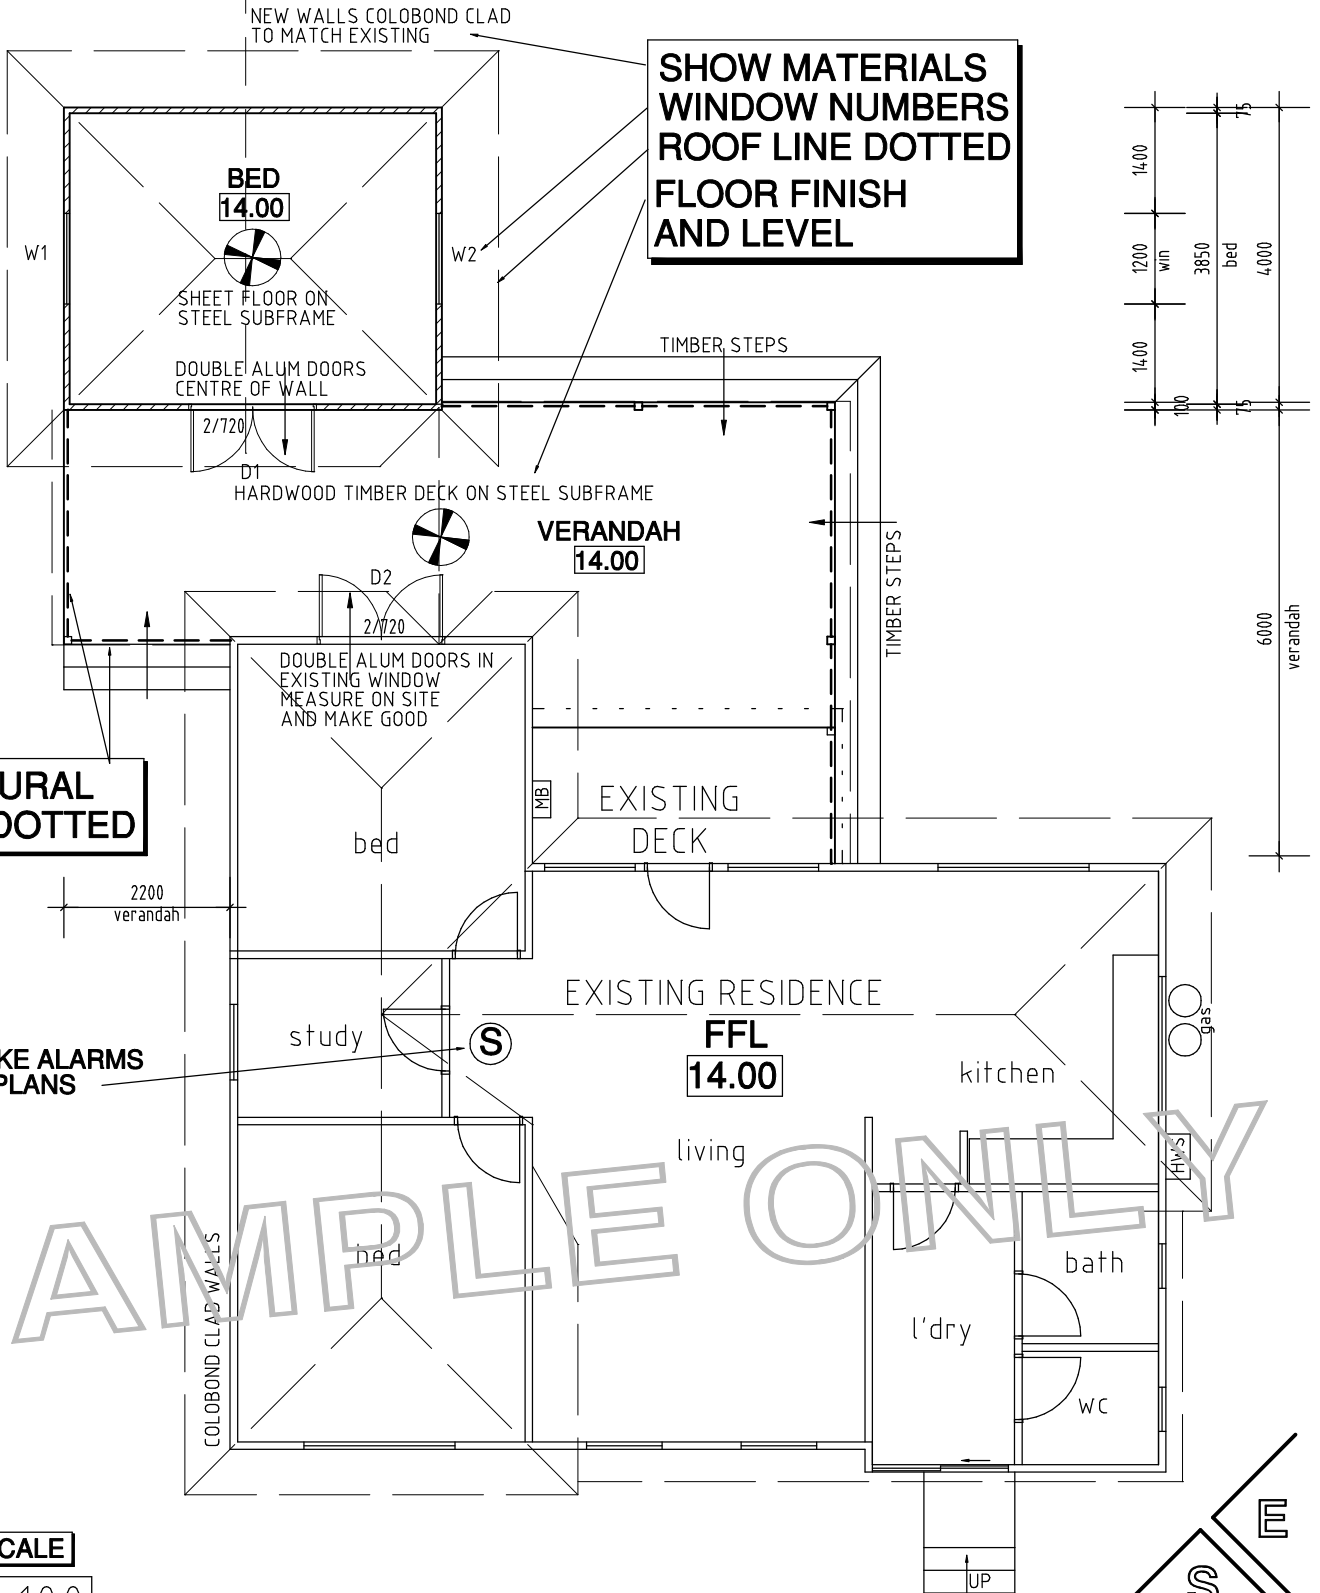 NEW WALLS COLOBOND CLAD
TO MATCH EXISTING
SHOW MATERIALS
WINDOW NUMBERS
ROOF LINE DOTTED
FLOOR FINISH
AND LEVEL
BED
14.00
W1
W2
SHEET FLOOR ON
STEEL SUBFRAME
DOUBLE ALUM DOORS
CENTRE OF WALL
2/720
D1
TIMBER STEPS
HARDWOOD TIMBER DECK ON STEEL SUBFRAME
VERANDAH
14.00
TIMBER STEPS
D2
2/720
DOUBLE ALUM DOORS IN
EXISTING WINDOW
MEASURE ON SITE
AND MAKE GOOD
75
1400
1200
win
3850
bed
4000
1400
100
75
6000
verandah
URAL
DOTTED
MB
EXISTING
DECK
bed
2200
verandah
EXISTING RESIDENCE
FFL
14.00
study
S
KE ALARMS
PLANS
kitchen
gas
living
HWS
AMPLE ONLY
bed
COLOBOND CLAD WALLS
bath
l'dry
WC
E
S
CALE
UP